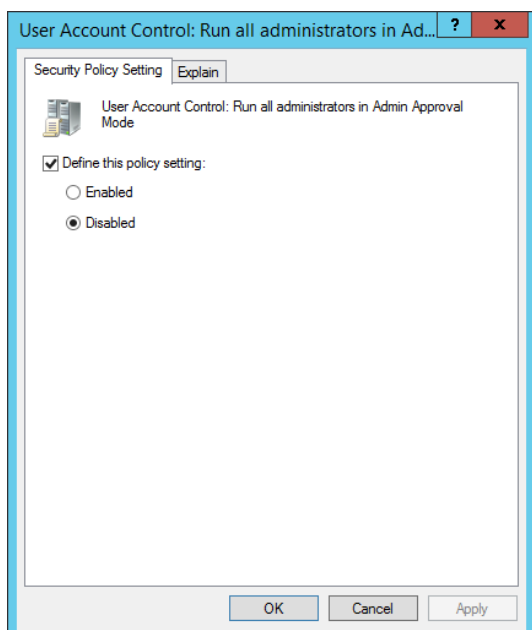 User Account Control: Run all administrators in Ad...
?
x
Security Policy Setting
Explain
User Account Control: Run all administrators in Admin Approval
Mode
Define this policy setting:
Enabled
Disabled
OK
Cancel
Apply